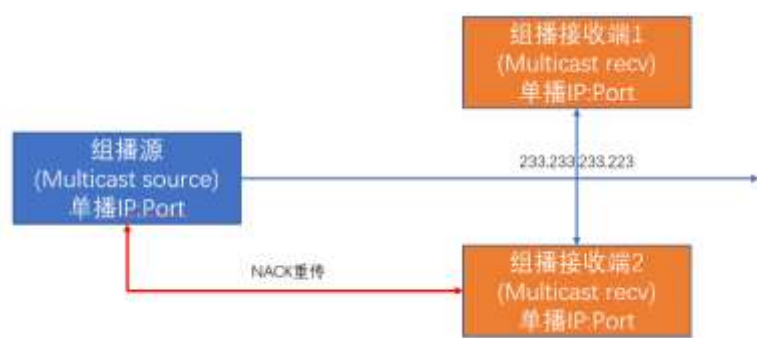 组播接收端1
(Multicast recv)
单播IP:Port
组播源
(Multicast source)
单播IP:Port
233.233.233.223
NACK重传
组播接收端2
(Multicast recv)
单播IP:Port